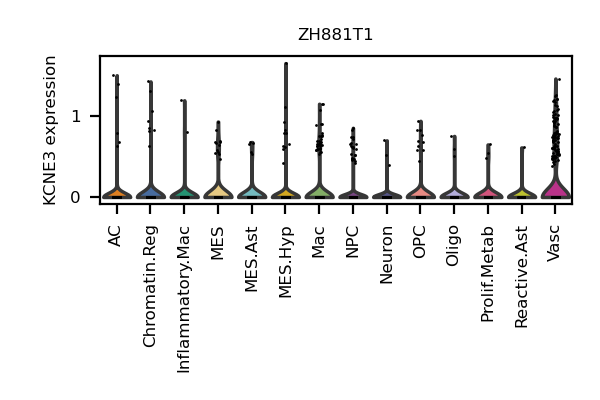 ZH881T1
KCNE3 expression
1
0
AC
Chromatin.Reg
Inflammatory.Mac
MES
MES.Ast
MES.Hyp
Mac
NPC
Neuron
OPC
Oligo
Prolif.Metab
Reactive.Ast
Vasc